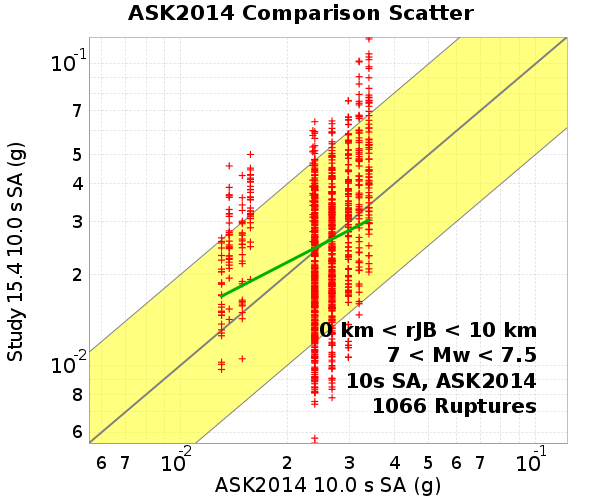 ASK2014 Comparison Scatter
Study 15.4 10.0 s SA (g)
10-1
7
5
4
3
2
10-2
8
7
6
0 km < rJB < 10 km
7 < Mw < 7.5
10s SA, ASK2014
1066 Ruptures
6 7 10-2 2 3 4 5 6 7 10-1
ASK2014 10.0 s SA (g)